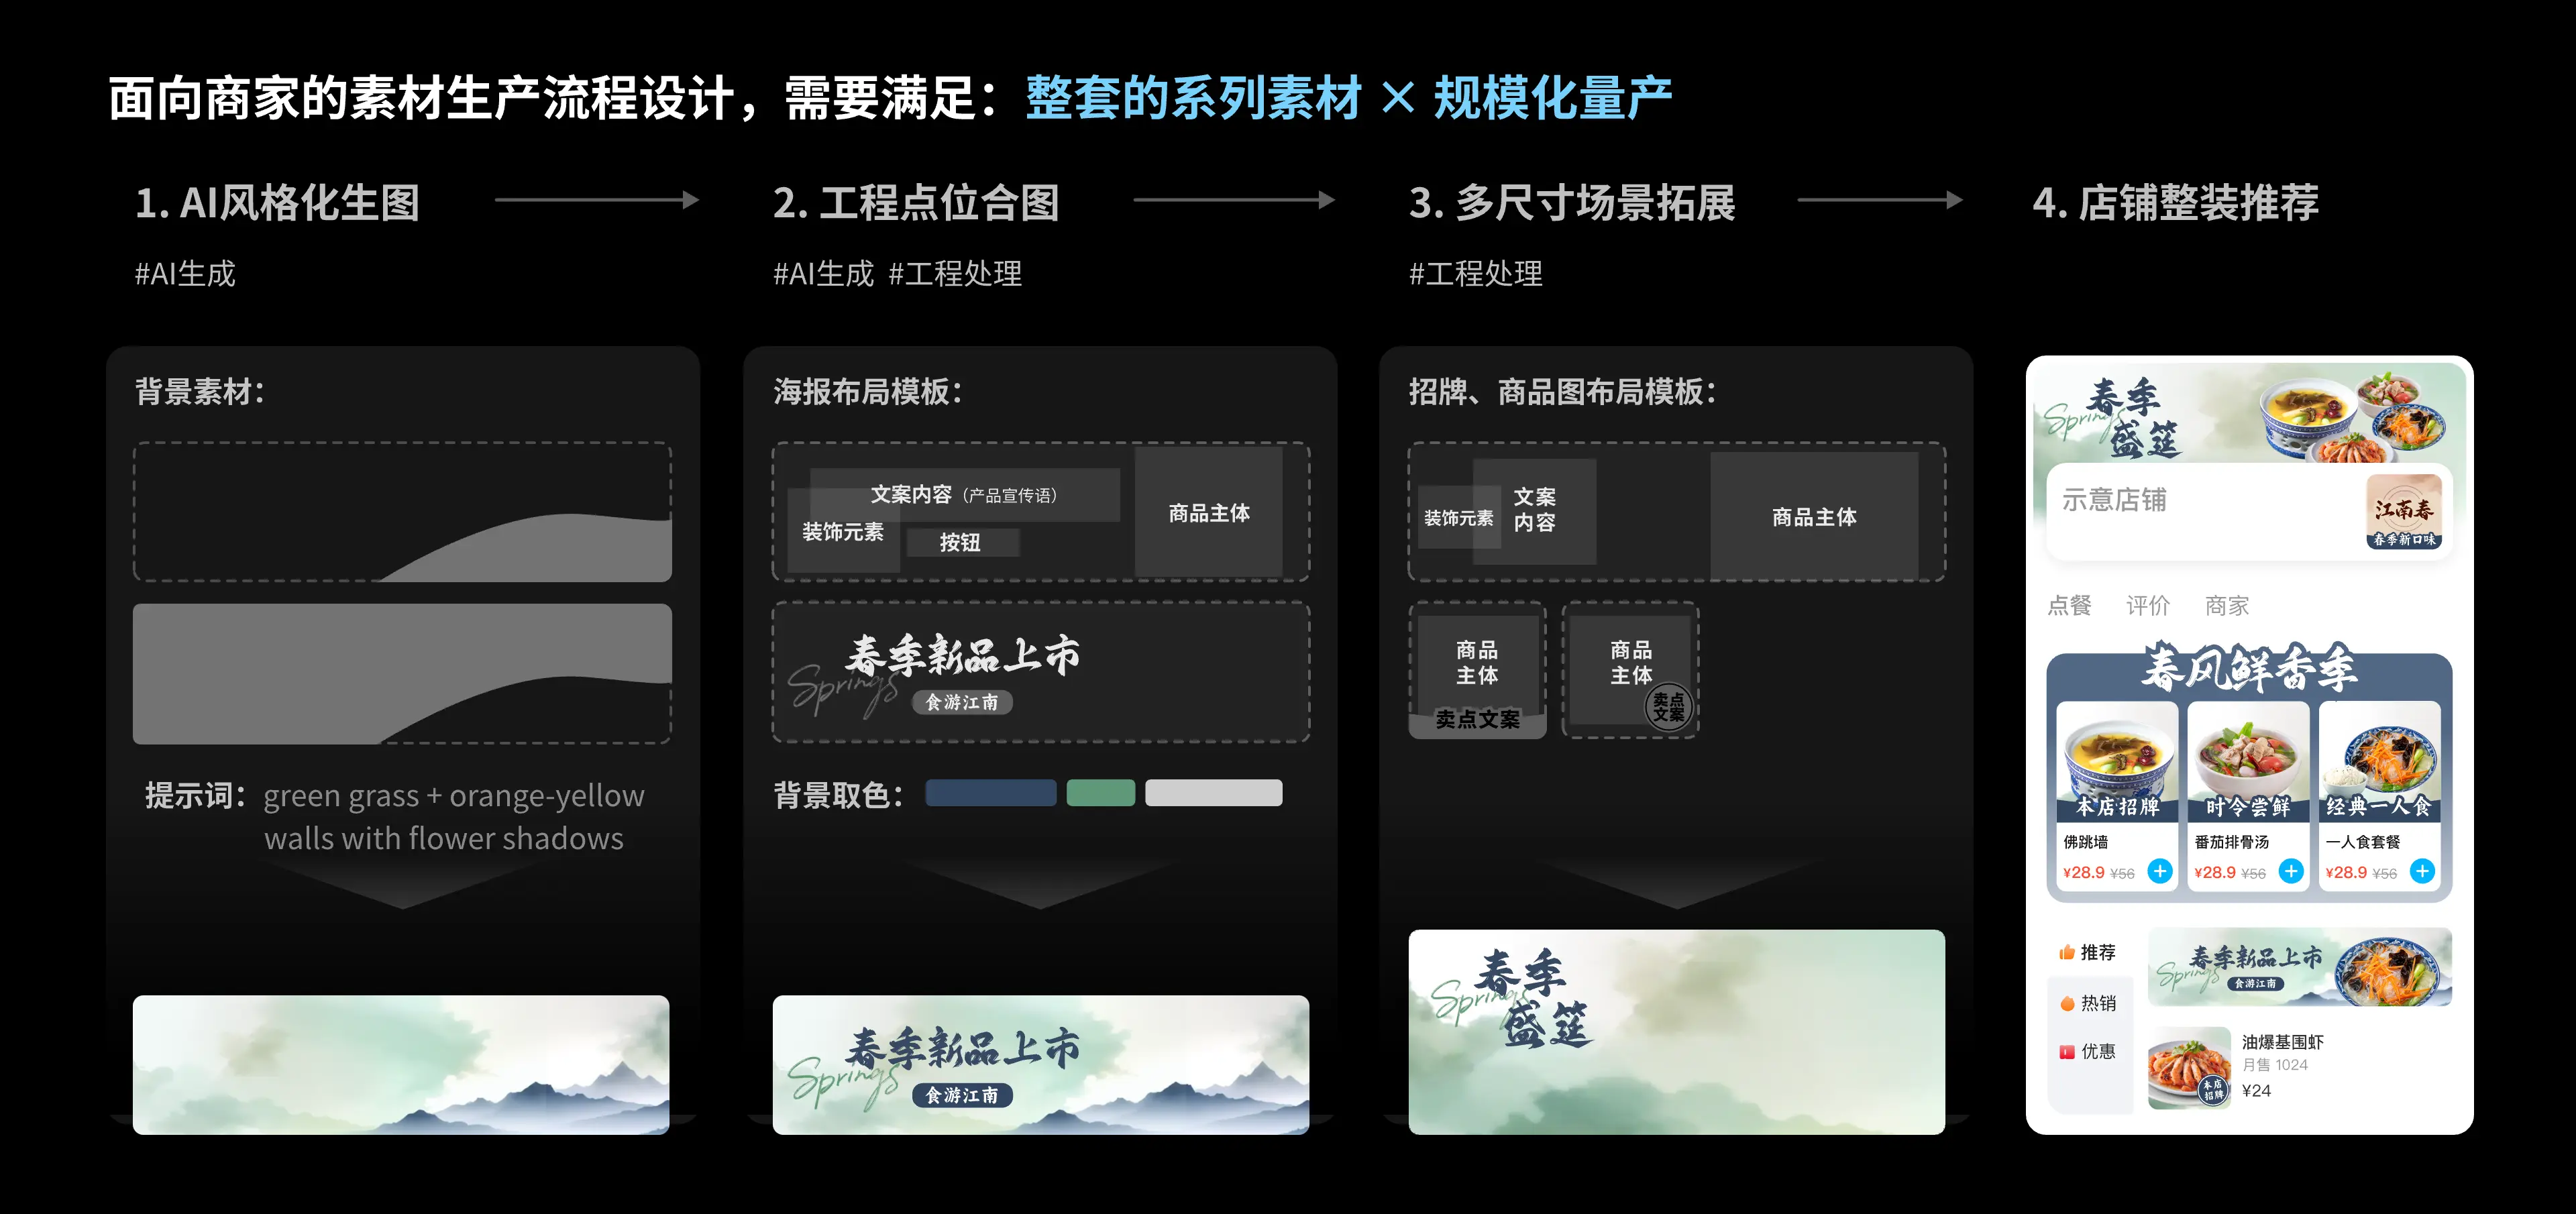 面向商家的素材生产流程设计，需要满足：整套的系列素材 × 规模化量产
1. AI风格化生图
#AI生成
背景素材：
提示词：green grass + orange-yellow
walls with flower shadows
2. 工程点位合图
#AI生成 #工程处理
海报布局模板：
文案内容（产品宣传语）
装饰元素
按钮
商品主体
春季新品上市
Springs
食游江南
背景取色：
春季新品上市
Springs
食游江南
3. 多尺寸场景拓展
#工程处理
招牌、商品图布局模板：
装饰元素
文案
内容
商品主体
商品
主体
卖点文案
商品
主体
卖点
文案
春季
Springs
盛筵
4. 店铺整装推荐
春季
Springs
盛筵
示意店铺
江南春
春季新口味
点餐 评价 商家
春风鲜香季
本店招牌
时令尝鲜
经典一人食
佛跳墙
番茄排骨汤
一人食套餐
¥28.9 ¥56
¥28.9 ¥56
¥28.9 ¥56
推荐
热销
优惠
春季新品上市
Springs
食游江南
本店
招牌
油爆基围虾
月售 1024
¥24